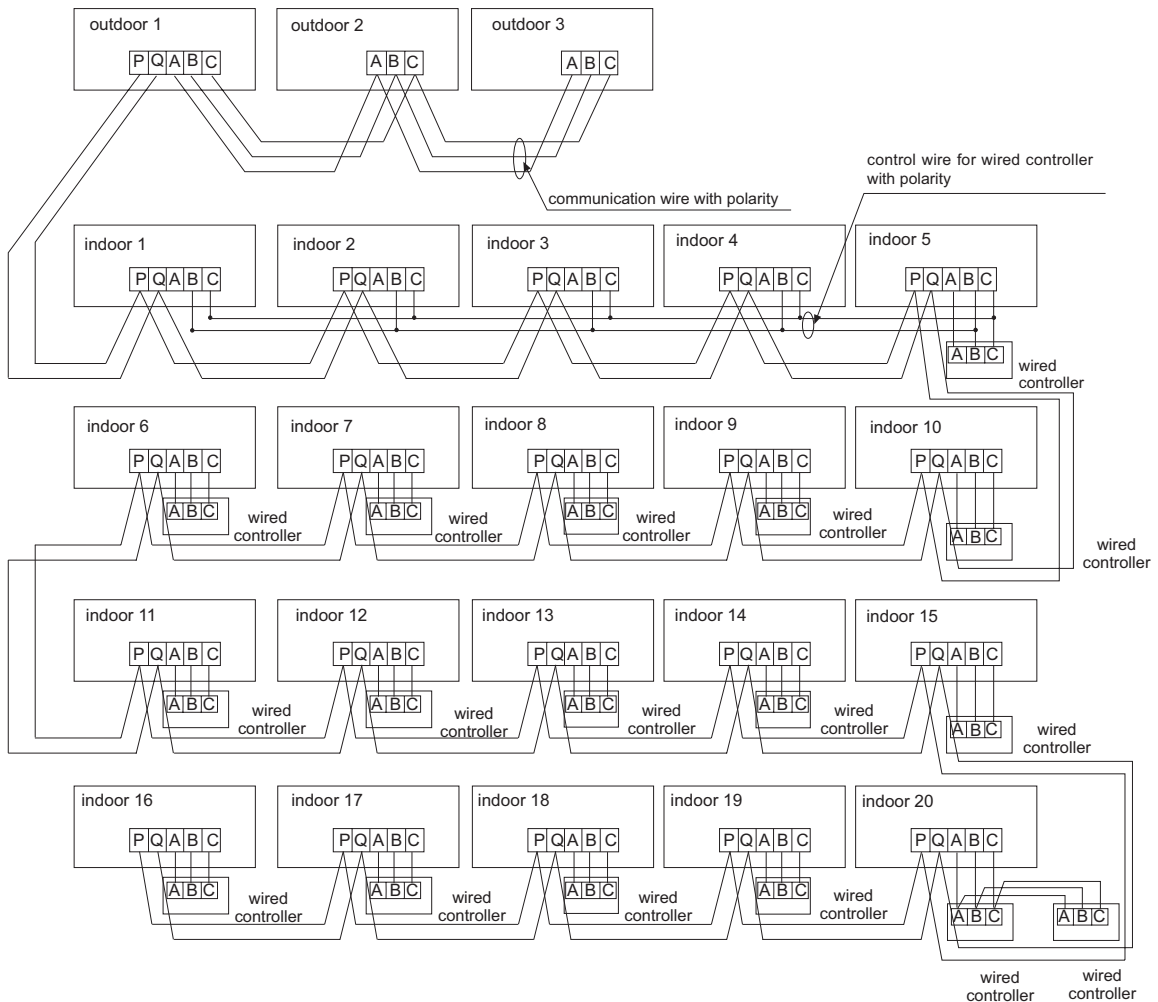 outdoor 1
P Q A B C
outdoor 2
A B C
outdoor 3
A B C
communication wire with polarity
control wire for wired controller
with polarity
indoor 1
P Q A B C
indoor 2
P Q A B C
indoor 3
P Q A B C
indoor 4
P Q A B C
indoor 5
P Q A B C
A B C
wired
controller
indoor 6
P Q A B C
A B C
wired
controller
indoor 7
P Q A B C
A B C
wired
controller
indoor 8
P Q A B C
A B C
wired
controller
indoor 9
P Q A B C
A B C
wired
controller
indoor 10
P Q A B C
A B C
wired
controller
indoor 11
P Q A B C
A B C
wired
controller
indoor 12
P Q A B C
A B C
wired
controller
indoor 13
P Q A B C
A B C
wired
controller
indoor 14
P Q A B C
A B C
wired
controller
indoor 15
P Q A B C
A B C
wired
controller
indoor 16
P Q A B C
A B C
wired
controller
indoor 17
P Q A B C
A B C
wired
controller
indoor 18
P Q A B C
A B C
wired
controller
indoor 19
P Q A B C
A B C
wired
controller
indoor 20
P Q A B C
A B C
wired
controller
A B C
wired
controller